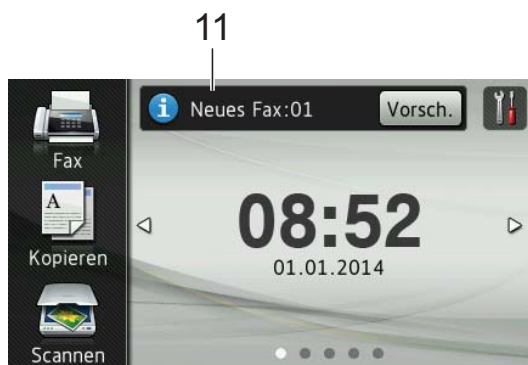 11
Neues Fax:01 Vorsch.
Fax
A
08:52
Kopieren
01.01.2014
Scannen